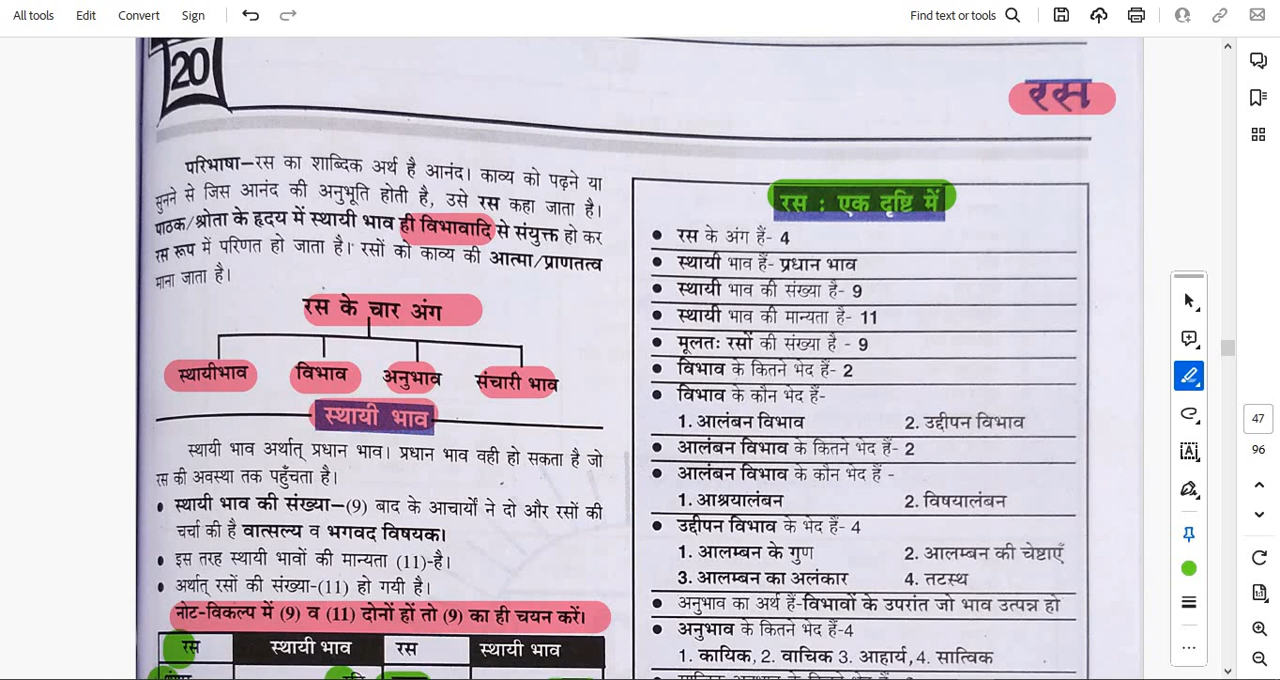 All tools Edit Convert Sign Find text or tools
20
रस
परिभाषा–रस का शाब्दिक अर्थ है आनंद। काव्य को पढ़ने या
सुनने से जिस आनंद की अनुभूति होती है, उसे रस कहा जाता है।
पाठक/श्रोता के हृदय में स्थायी भाव ही विभावादि से संयुक्त हो कर
रस रूप में परिणत हो जाता है। रसों को काव्य की आत्मा/प्राणतत्व
माना जाता है।
रस के चार अंग
स्थायीभाव विभाव अनुभाव संचारी भाव
स्थायी भाव
स्थायी भाव अर्थात् प्रधान भाव। प्रधान भाव वही हो सकता है जो
रस की अवस्था तक पहुँचता है।
• स्थायी भाव की संख्या–(9) बाद के आचार्यों ने दो और रसों की
चर्चा की है वात्सल्य व भगवद विषयक।
• इस तरह स्थायी भावों की मान्यता (11)-है।
• अर्थात् रसों की संख्या-(11) हो गयी है।
नोट-विकल्प में (9) व (11) दोनों हों तो (9) का ही चयन करें।
रस स्थायी भाव रस स्थायी भाव
रस : एक दृष्टि में
• रस के अंग हैं- 4
• स्थायी भाव हैं- प्रधान भाव
• स्थायी भाव की संख्या है- 9
• स्थायी भाव की मान्यता है- 11
• मूलतः रसों की संख्या है - 9
• विभाव के कितने भेद हैं- 2
• विभाव के कौन भेद हैं-
1. आलंबन विभाव 2. उद्दीपन विभाव
• आलंबन विभाव के कितने भेद हैं- 2
• आलंबन विभाव के कौन भेद हैं -
1. आश्रयालंबन 2. विषयालंबन
• उद्दीपन विभाव के भेद हैं- 4
1. आलम्बन के गुण 2. आलम्बन की चेष्टाएँ
3. आलम्बन का अलंकार 4. तटस्थ
• अनुभाव का अर्थ हैं-विभावों के उपरांत जो भाव उत्पन्न हो
• अनुभाव के कितने भेद हैं-4
1. कायिक, 2. वाचिक 3. आहार्य, 4. सात्विक
47
96